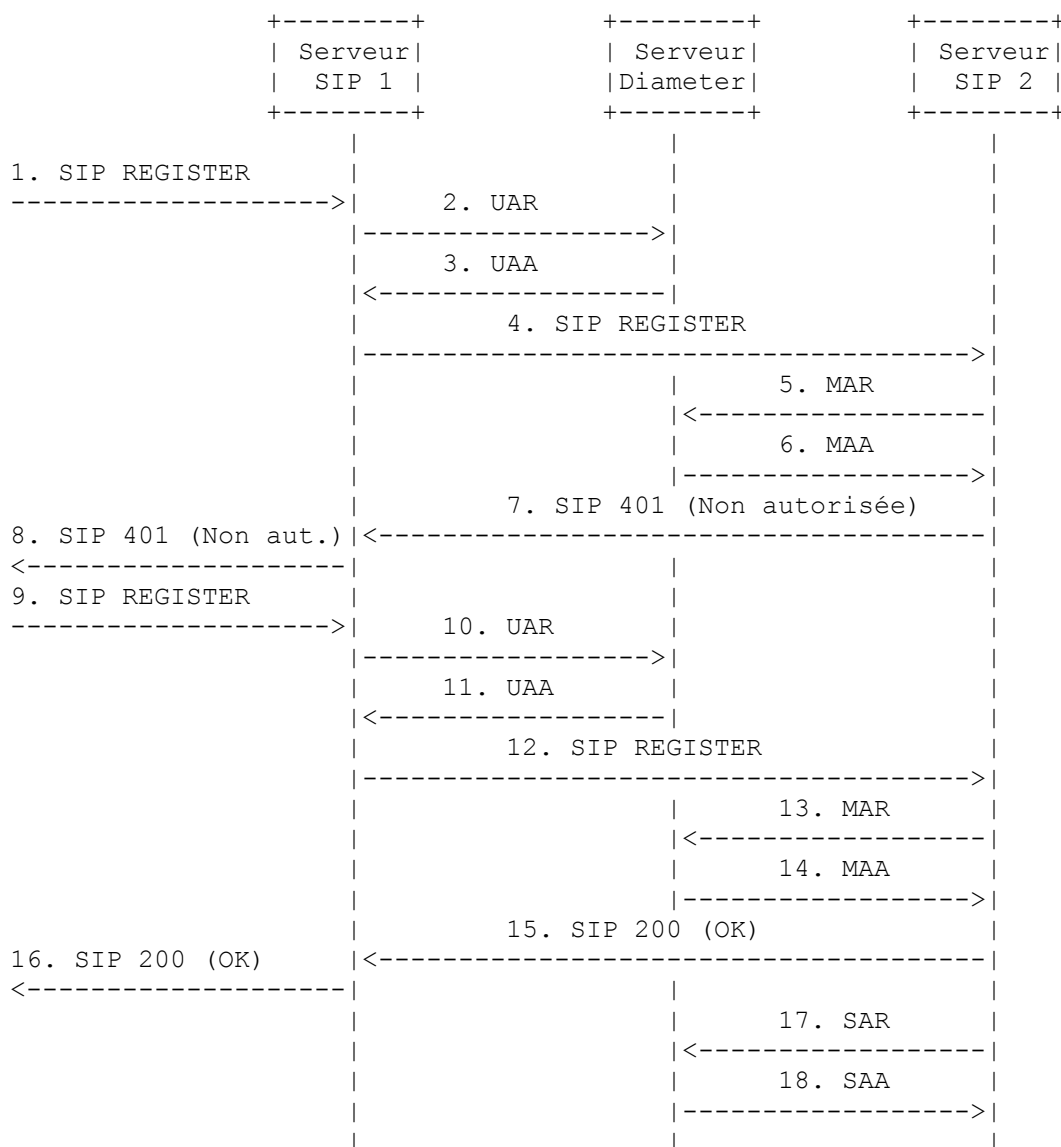 Serveur Serveur Serveur
SIP 1 Diameter SIP 2
1. SIP REGISTER
2. UAR
3. UAA
4. SIP REGISTER
5. MAR
6. MAA
7. SIP 401 (Non autorisée)
8. SIP 401 (Non aut.)
9. SIP REGISTER
10. UAR
11. UAA
12. SIP REGISTER
13. MAR
14. MAA
15. SIP 200 (OK)
16. SIP 200 (OK)
17. SAR
18. SAA